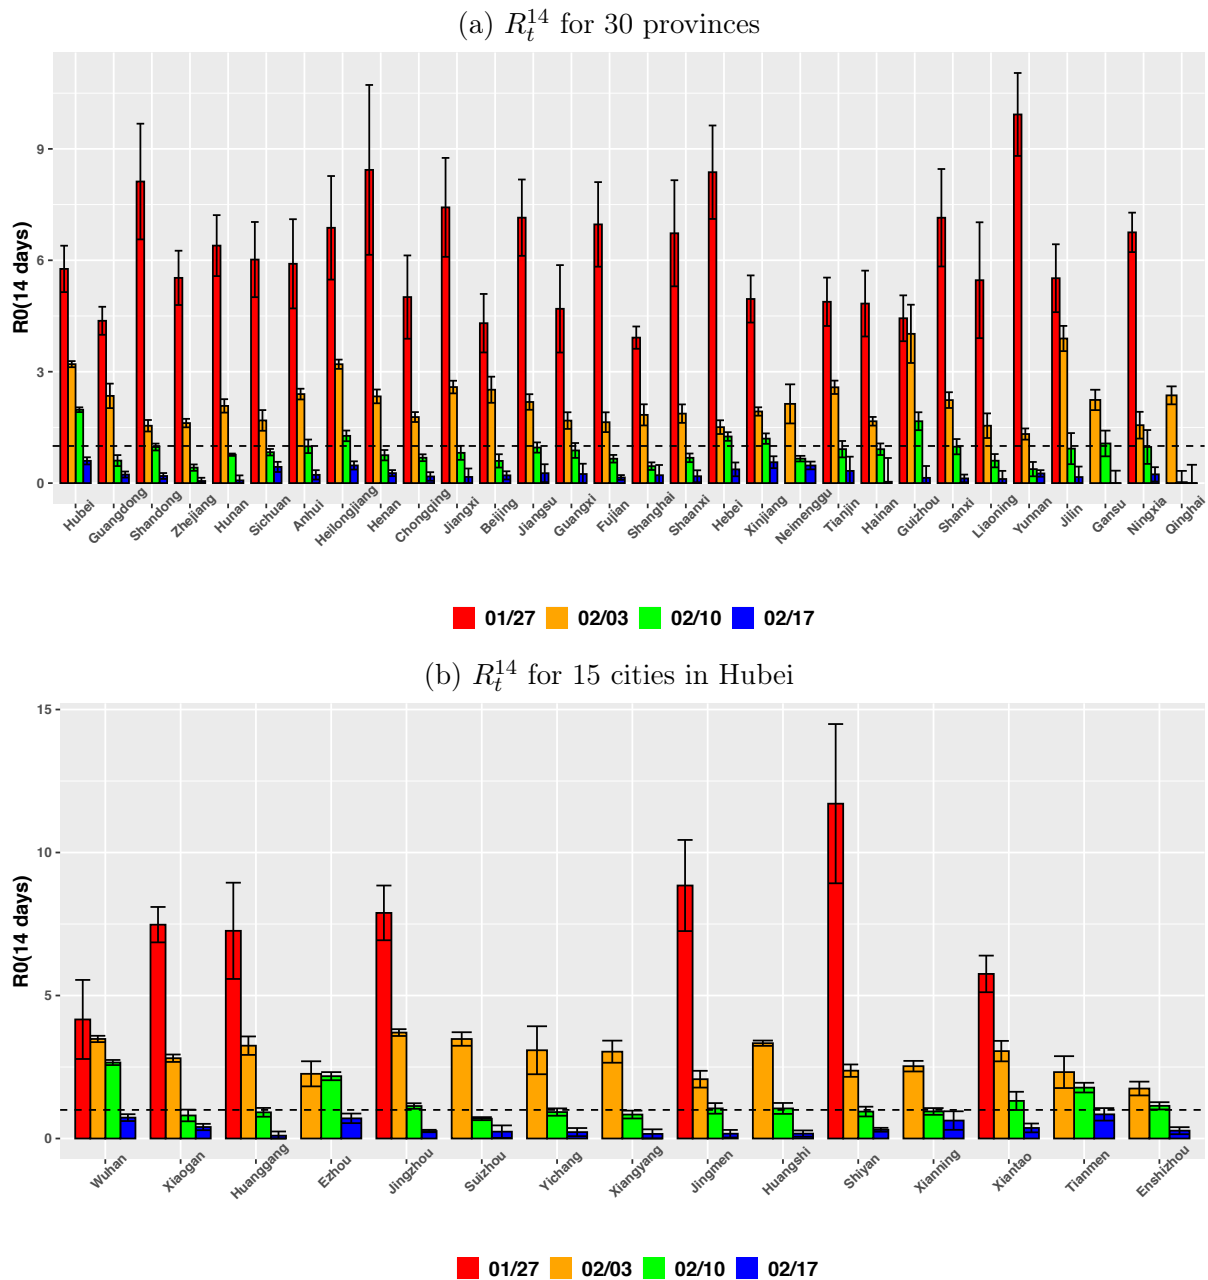 (a) $R_t^{14}$ for 30 provinces
R0(14 days)
9
6
3
0
Hubei
Guangdong
Shandong
Zhejiang
Hunan
Sichuan
Anhui
Heilongjiang
Henan
Chongqing
Jiangxi
Beijing
Jiangsu
Guangxi
Fujian
Shanghai
Shaanxi
Hebei
Xinjiang
Neimenggu
Tianjin
Hainan
Guizhou
Shanxi
Liaoning
Yunnan
Jilin
Gansu
Ningxia
Qinghai
01/27 02/03 02/10 02/17
(b) $R_t^{14}$ for 15 cities in Hubei
R0(14 days)
15
10
5
0
Wuhan
Xiaogan
Huanggang
Ezhou
Jingzhou
Suizhou
Yichang
Xiangyang
Jingmen
Huangshi
Shiyan
Xianing
Xiantao
Tianmen
Enshizhou
01/27 02/03 02/10 02/17